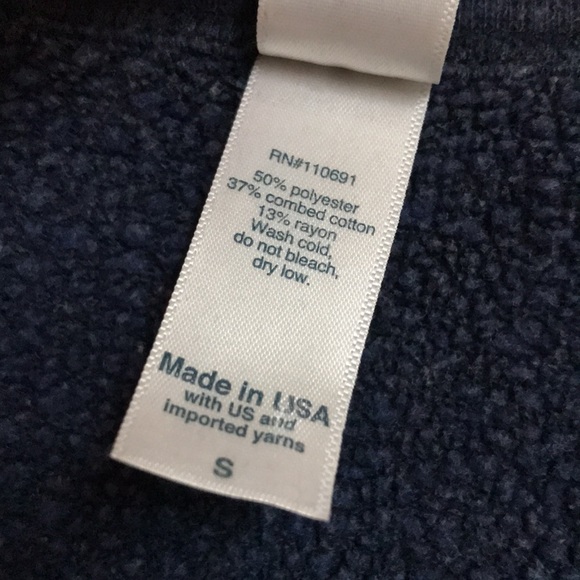 RN#110691
50% polyester
37% combed cotton
13% rayon
Wash cold,
do not bleach,
dry low.
Made in USA
with US and
imported yarns
S